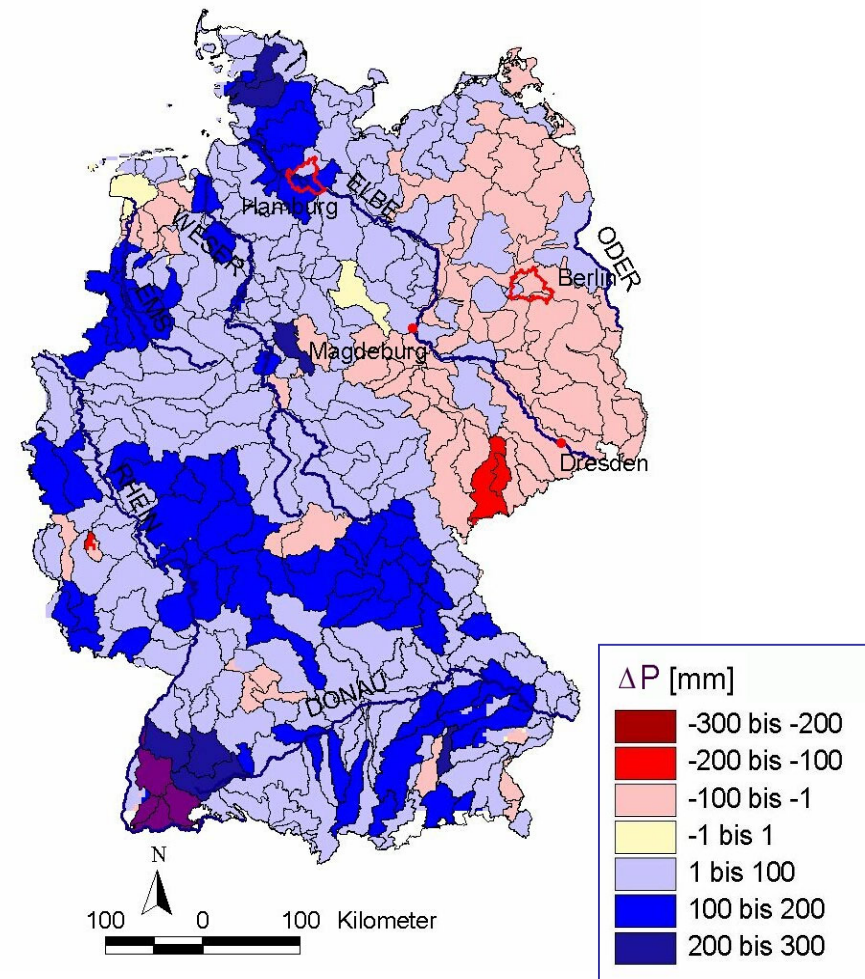 ELBE
Hamburg
WESER
ODER
Berlin
EMS
Magdeburg
Dresden
RHEIN
DONAU
ΔP [mm]
-300 bis -200
-200 bis -100
-100 bis -1
-1 bis 1
1 bis 100
100 bis 200
200 bis 300
N
100 0 100 Kilometer